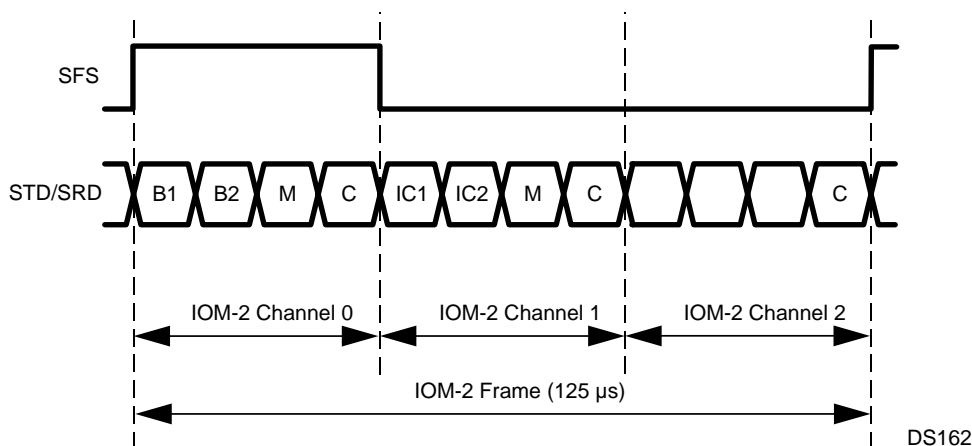 SFS
STD/SRD B1 B2 M C IC1 IC2 M C C
IOM-2 Channel 0 IOM-2 Channel 1 IOM-2 Channel 2
IOM-2 Frame (125 µs)
DS162